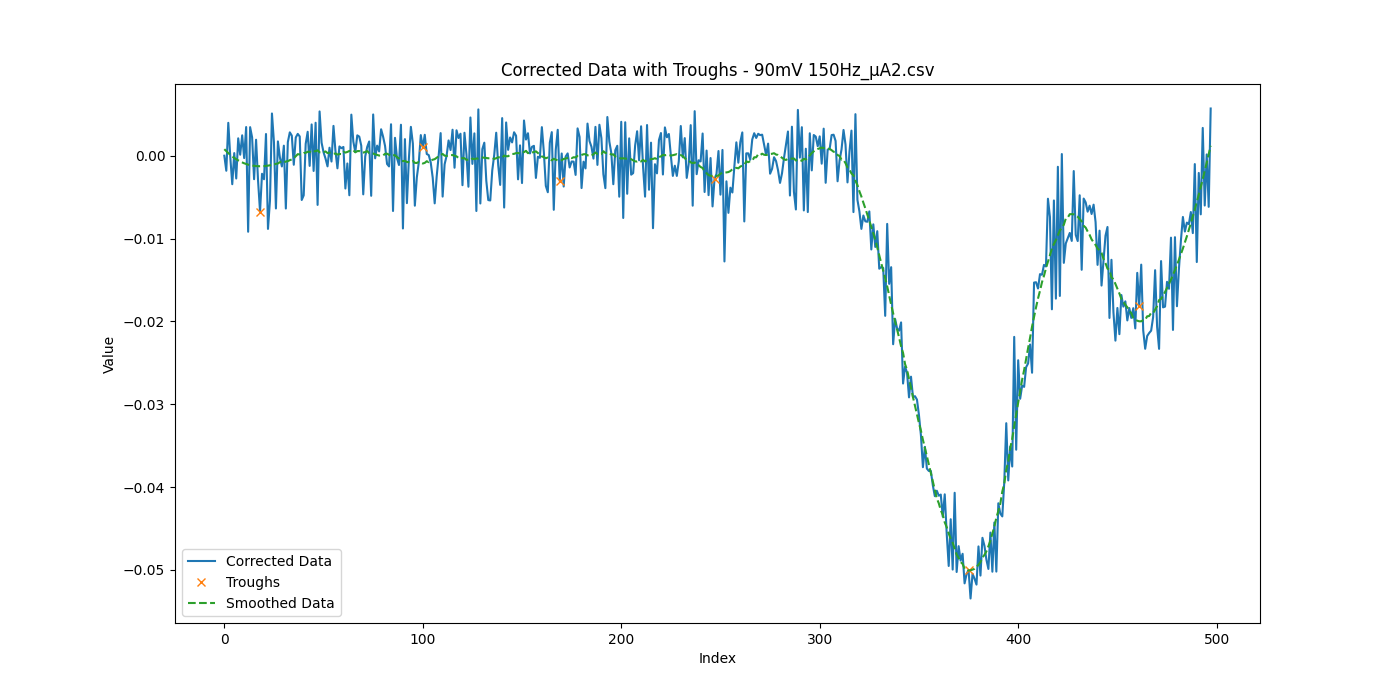 Corrected Data with Troughs - 90mV 150Hz_µA2.csv
Value
0.00
−0.01
−0.02
−0.03
−0.04
−0.05
Corrected Data
Troughs
Smoothed Data
0 100 200 300 400 500
Index